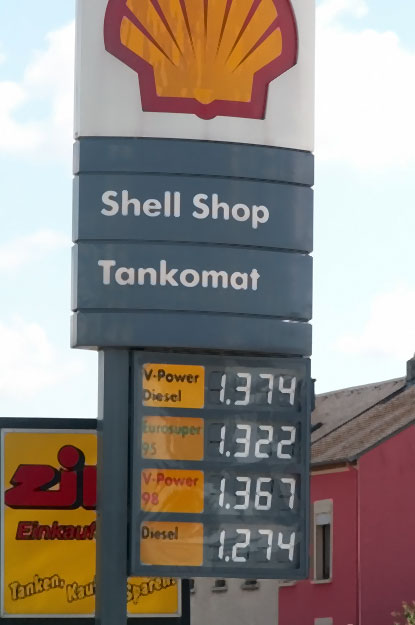 Shell Shop
Tankomat
V-Power
Diesel
1.374
Eurosuper
95
1.322
V-Power
98
1.367
Diesel
1.274
Einkauf
Tanken,
Sparen.